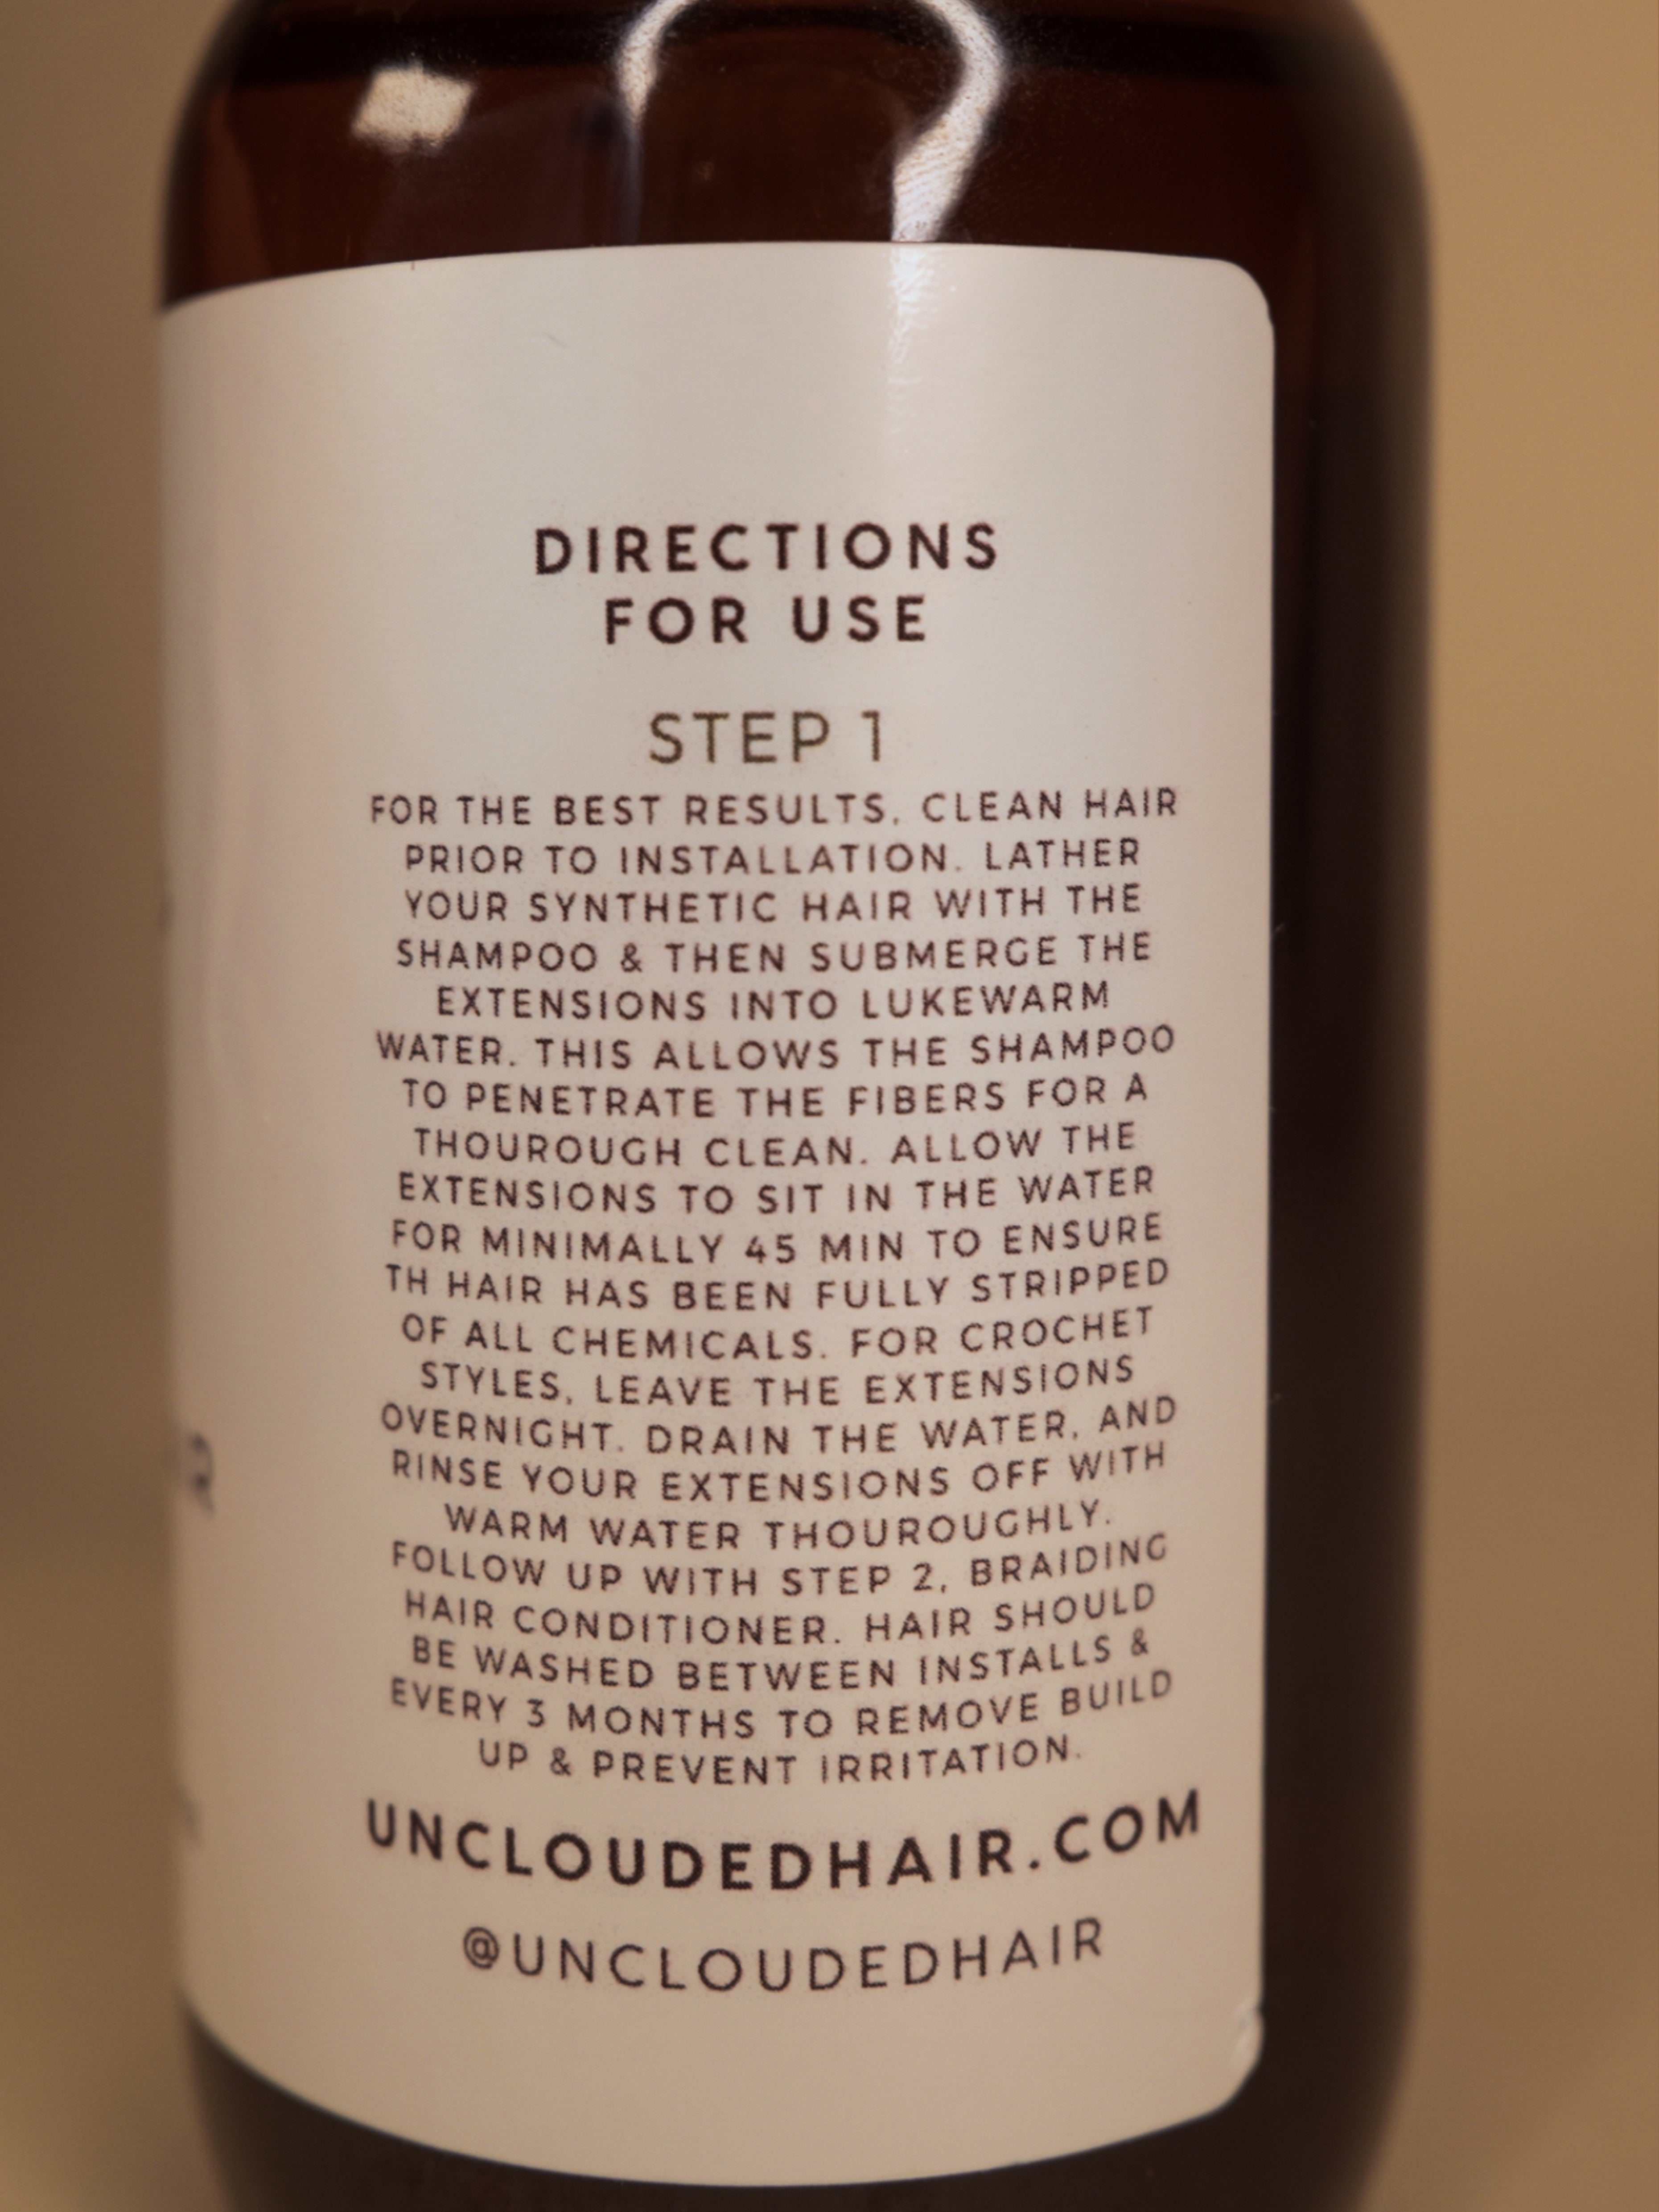 DIRECTIONS
FOR USE
STEP 1
FOR THE BEST RESULTS, CLEAN HAIR
PRIOR TO INSTALLATION. LATHER
YOUR SYNTHETIC HAIR WITH THE
SHAMPOO & THEN SUBMERGE THE
EXTENSIONS INTO LUKEWARM
WATER. THIS ALLOWS THE SHAMPOO
TO PENETRATE THE FIBERS FOR A
THOUROUGH CLEAN. ALLOW THE
EXTENSIONS TO SIT IN THE WATER
FOR MINIMALLY 45 MIN TO ENSURE
TH HAIR HAS BEEN FULLY STRIPPED
OF ALL CHEMICALS. FOR CROCHET
STYLES, LEAVE THE EXTENSIONS
OVERNIGHT. DRAIN THE WATER, AND
RINSE YOUR EXTENSIONS OFF WITH
WARM WATER THOUROUGHLY.
FOLLOW UP WITH STEP 2, BRAIDING
HAIR CONDITIONER. HAIR SHOULD
BE WASHED BETWEEN INSTALLS &
EVERY 3 MONTHS TO REMOVE BUILD
UP & PREVENT IRRITATION.
UNCLOUDEDHAIR.COM
@UNCLOUDEDHAIR